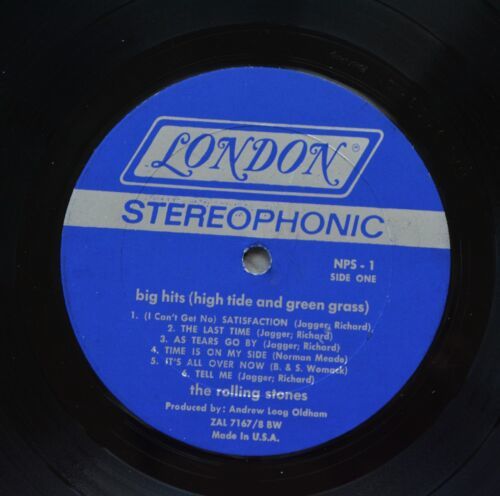 LONDON ®
STEREOPHONIC
NPS - 1
SIDE ONE
big hits (high tide and green grass)
1. (I Can't Get No) SATISFACTION (Jagger; Richard)
2. THE LAST TIME (Jagger; Richard)
3. AS TEARS GO BY (Jagger; Richard)
4. TIME IS ON MY SIDE (Norman Meade)
5. IT'S ALL OVER NOW (B. & S. Womack)
6. TELL ME (Jagger; Richard)
the rolling stones
Produced by: Andrew Loog Oldham
ZAL 7167/8 BW
Made In U.S.A.